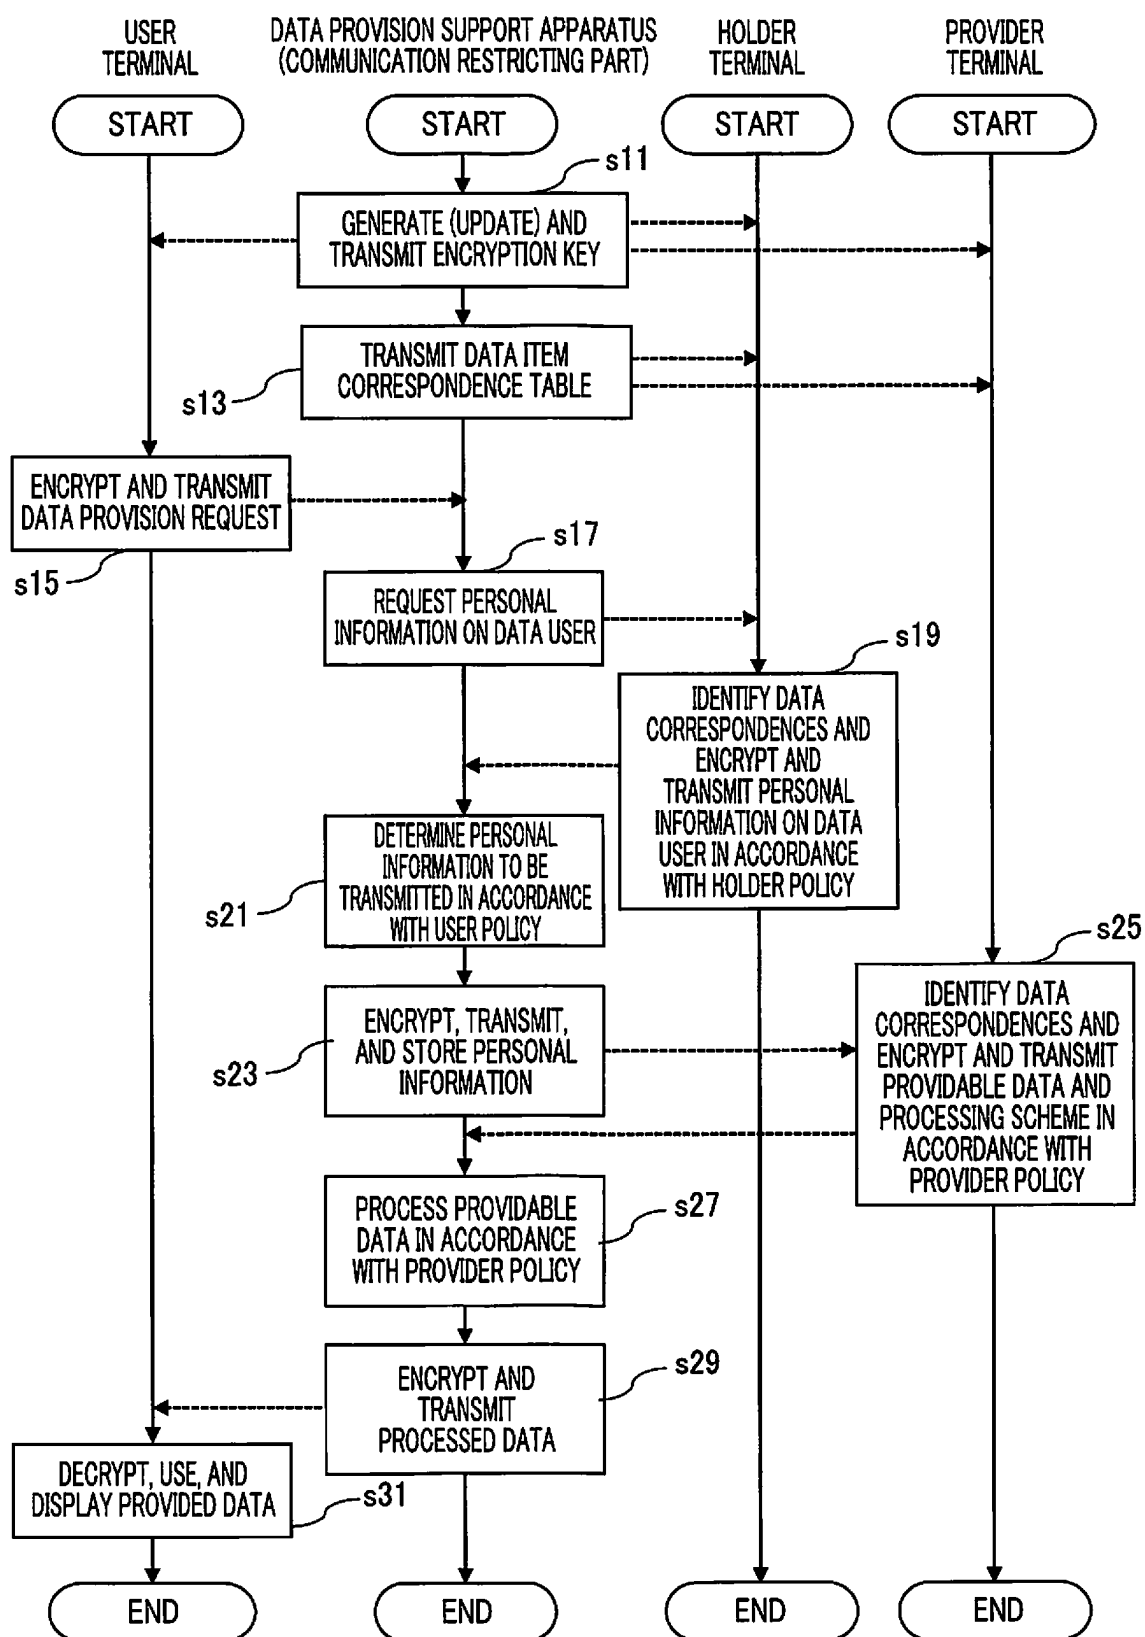 USER
TERMINAL
DATA PROVISION SUPPORT APPARATUS
(COMMUNICATION RESTRICTING PART)
HOLDER
TERMINAL
PROVIDER
TERMINAL
START
START
START
START
s11
GENERATE (UPDATE) AND
TRANSMIT ENCRYPTION KEY
TRANSMIT DATA ITEM
CORRESPONDENCE TABLE
s13
ENCRYPT AND TRANSMIT
DATA PROVISION REQUEST
s15
s17
REQUEST PERSONAL
INFORMATION ON DATA USER
s19
IDENTIFY DATA
CORRESPONDENCES AND
ENCRYPT AND
TRANSMIT PERSONAL
INFORMATION ON DATA
USER IN ACCORDANCE
WITH HOLDER POLICY
DETERMINE PERSONAL
INFORMATION TO BE
TRANSMITTED IN ACCORDANCE
WITH USER POLICY
s21
s25
IDENTIFY DATA
CORRESPONDENCES AND
ENCRYPT AND TRANSMIT
PROVIDABLE DATA AND
PROCESSING SCHEME IN
ACCORDANCE WITH
PROVIDER POLICY
ENCRYPT, TRANSMIT,
AND STORE PERSONAL
INFORMATION
s23
PROCESS PROVIDABLE
DATA IN ACCORDANCE
WITH PROVIDER POLICY
s27
ENCRYPT AND
TRANSMIT
PROCESSED DATA
s29
DECRYPT, USE, AND
DISPLAY PROVIDED DATA
s31
END
END
END
END